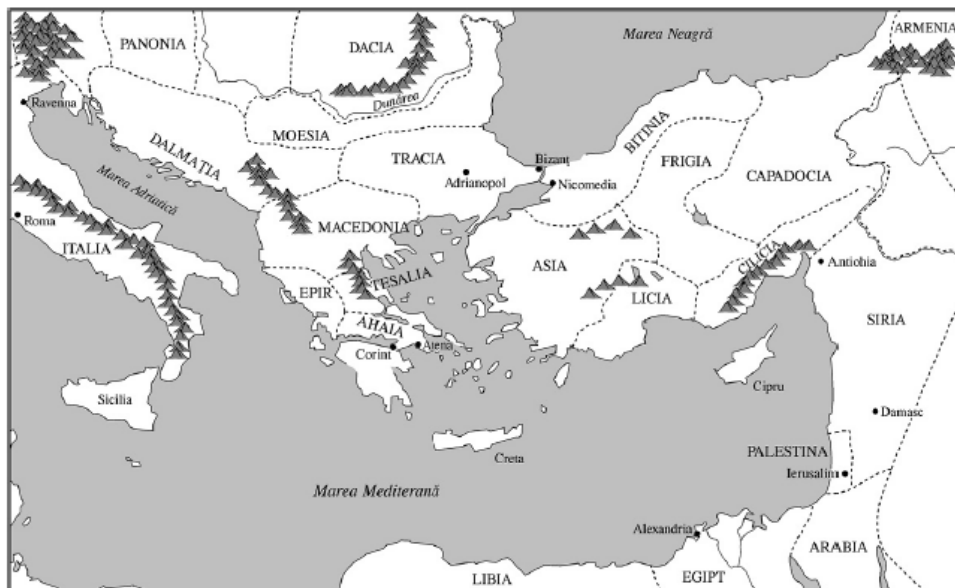 PANONIA
DACIA
Marea Neagră
ARMENIA
Dunărea
Ravenna
MOESIA
DALMAȚIA
TRACIA
Bizanț
BITINIA
FRIGIA
Adrianopol
Nicomedia
CAPADOCIA
Marea Adriatică
Roma
ITALIA
MACEDONIA
ASIA
CILICIA
Antiohia
TESALIA
EPIR
LICIA
AHAIA
SIRIA
Corint
Atena
Sicilia
Cipru
Damasc
Creta
PALESTINA
Ierusalim
Marea Mediterană
Alexandria
ARABIA
LIBIA
EGIPT